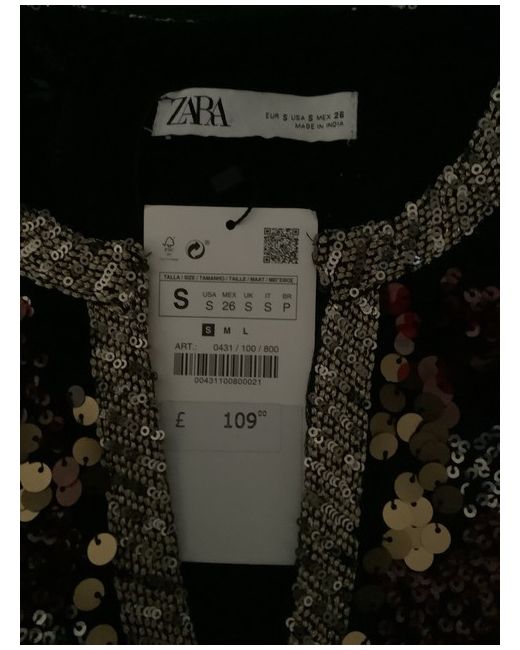 ZARA
EUR S USA S MEX 26
MADE IN INDIA
TALLA / SIZE / TAMANHO / TAILLE / MAAT / ΜΕΓΕΘΟΣ
S
USA MEX UK IT BR
S 26 S S P
S M L
ART.: 0431 / 100 / 800
00431100800021
£ 109.00